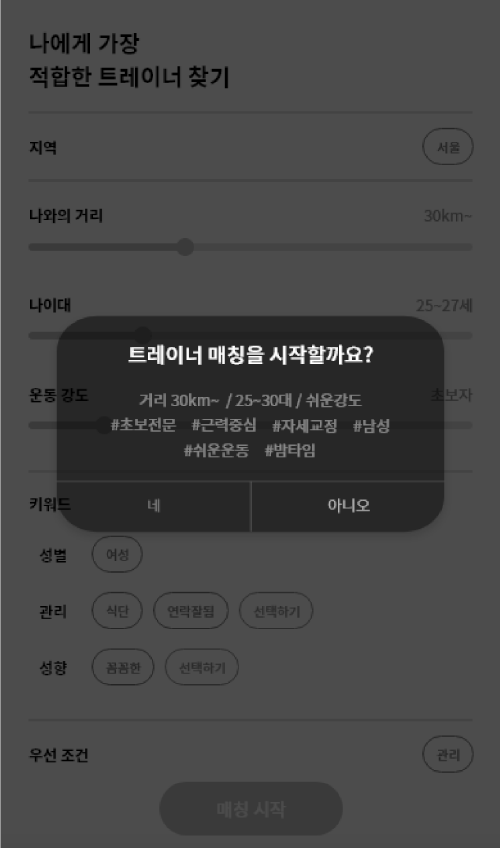 나에게 가장
적합한 트레이너 찾기
지역 서울
나와의 거리 30km~
나이대 25~27세
트레이너 매칭을 시작할까요?
운동 강도 초보자
거리 30km~ / 25~30대 / 쉬운강도
#초보전문 #근력중심 #자세교정 #남성
#쉬운운동 #밤타임
네 아니오
키워드
성별 여성
관리 식단 연락잘됨 선택하기
성향 꼼꼼한 선택하기
우선 조건 관리
매칭 시작